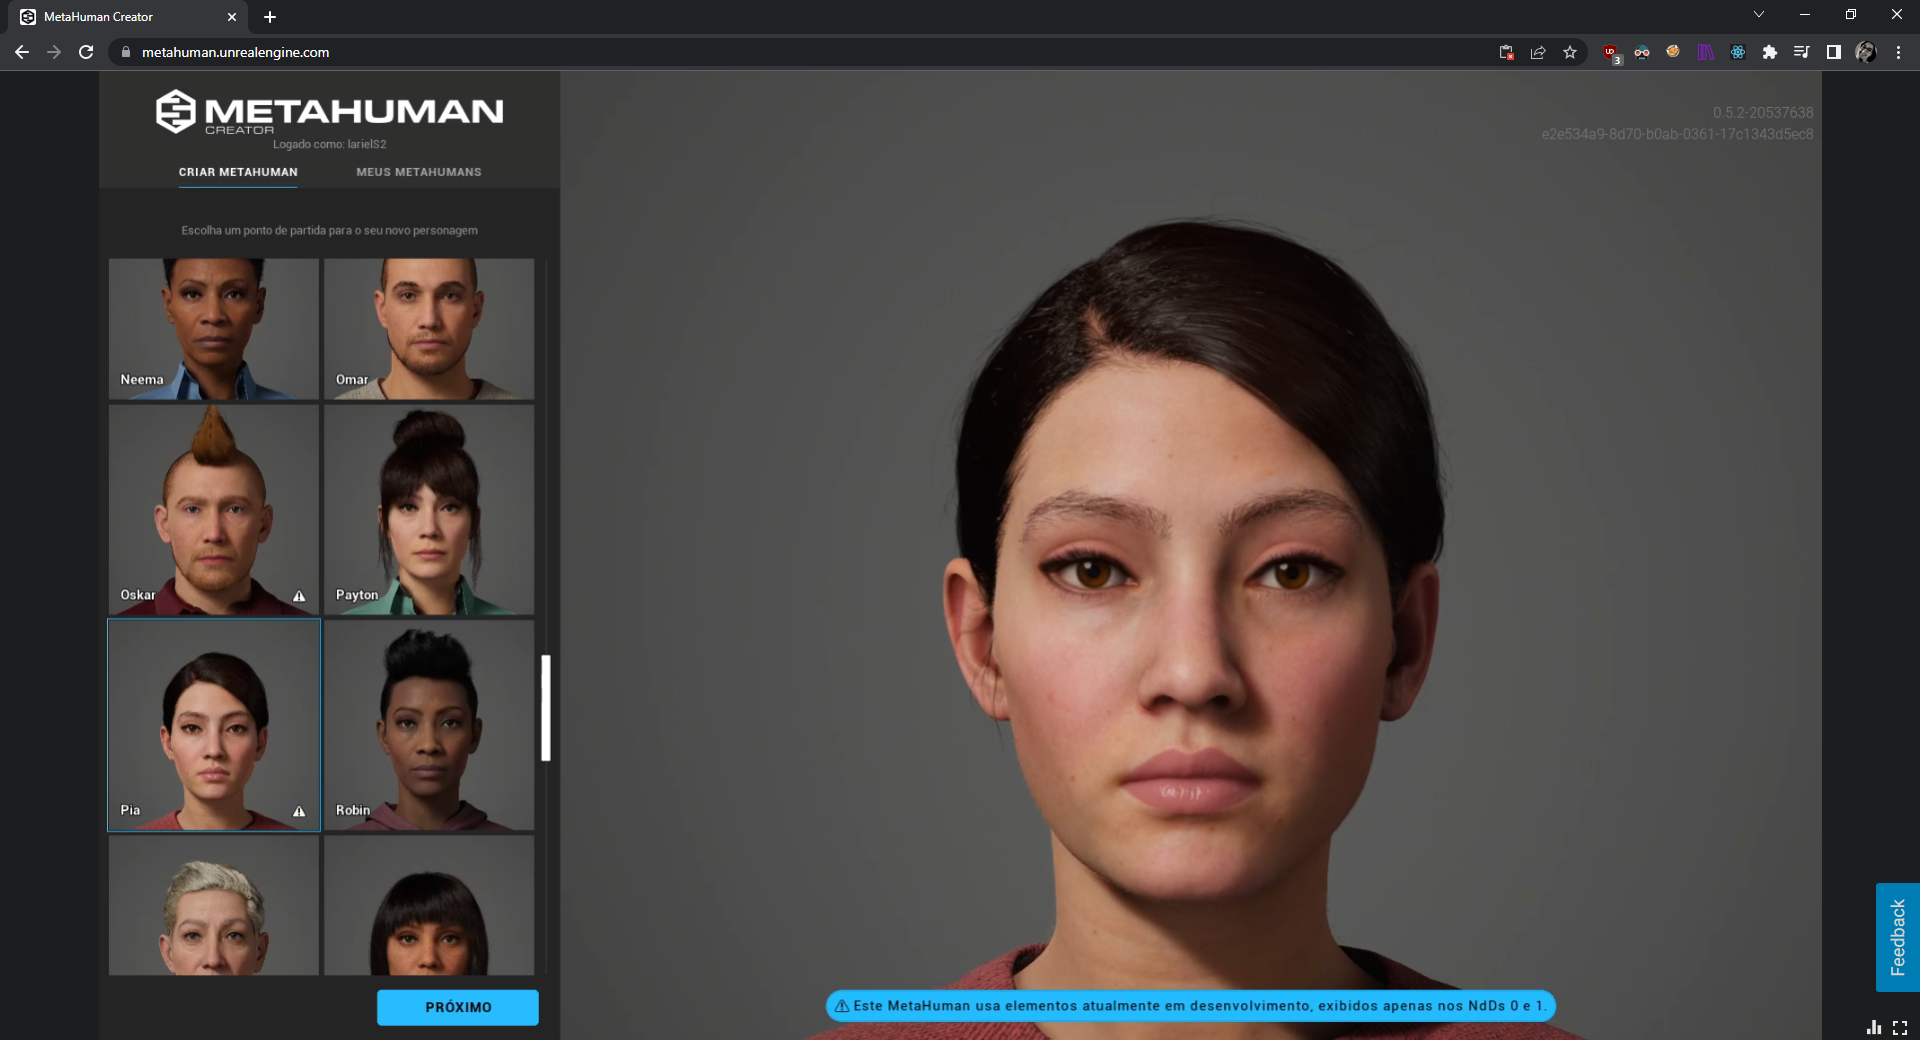 MetaHuman Creator
metahuman.unrealengine.com
3
METAHUMAN
CREATOR
Logado como: larielS2
CRIAR METAHUMAN
MEUS METAHUMANS
Escolha um ponto de partida para o seu novo personagem
Neema
Omar
Oskar
Payton
Pia
Robin
PRÓXIMO
0.5.2-20537638
e2e534a9-8d70-b0ab-0361-17c1343d5ec8
Este MetaHuman usa elementos atualmente em desenvolvimento, exibidos apenas nos NdDs 0 e 1.
Feedback